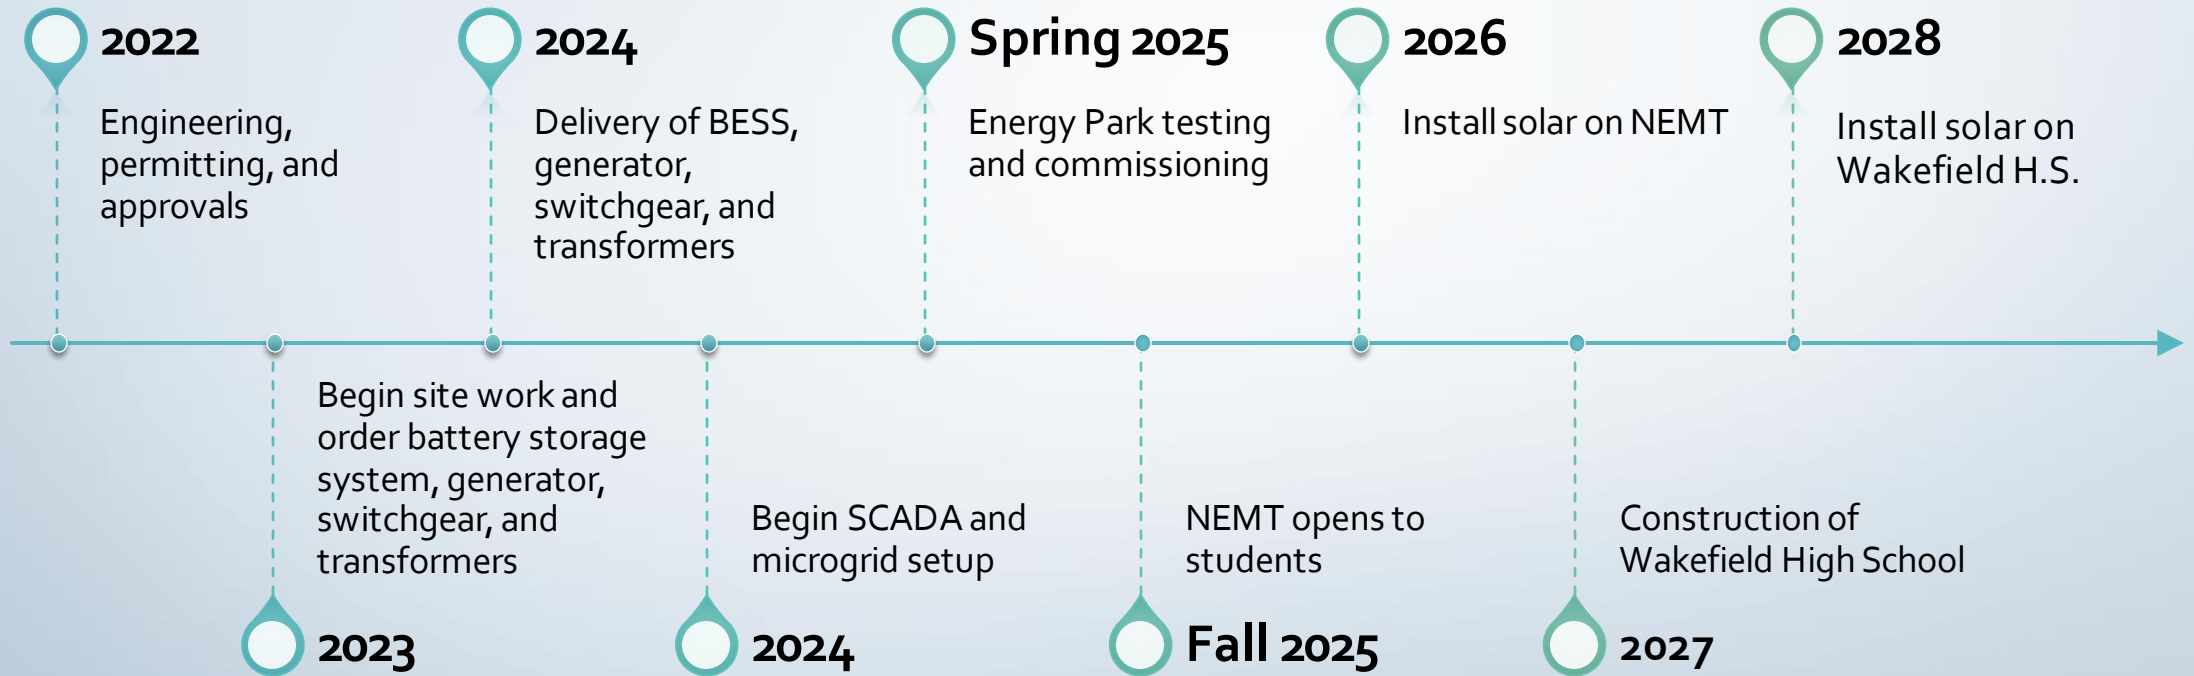 2022
Engineering,
permitting, and
approvals
2024
Delivery of BESS,
generator,
switchgear, and
transformers
Spring 2025
Energy Park testing
and commissioning
2026
Install solar on NEMT
2028
Install solar on
Wakefield H.S.
Begin site work and
order battery storage
system, generator,
switchgear, and
transformers
2023
Begin SCADA and
microgrid setup
2024
NEMT opens to
students
Fall 2025
Construction of
Wakefield High School
2027